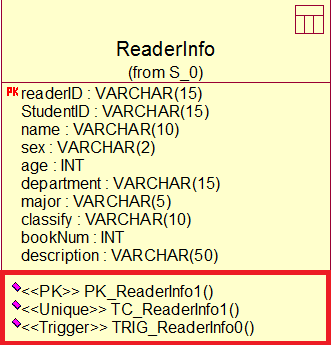 ReaderInfo
(from S_0)
PK readerID : VARCHAR(15)
StudentID : VARCHAR(15)
name : VARCHAR(10)
sex : VARCHAR(2)
age : INT
department : VARCHAR(15)
major : VARCHAR(5)
classify : VARCHAR(10)
bookNum : INT
description : VARCHAR(50)
<<PK>> PK_ReaderInfo1()
<<Unique>> TC_ReaderInfo1()
<<Trigger>> TRIG_ReaderInfo0()